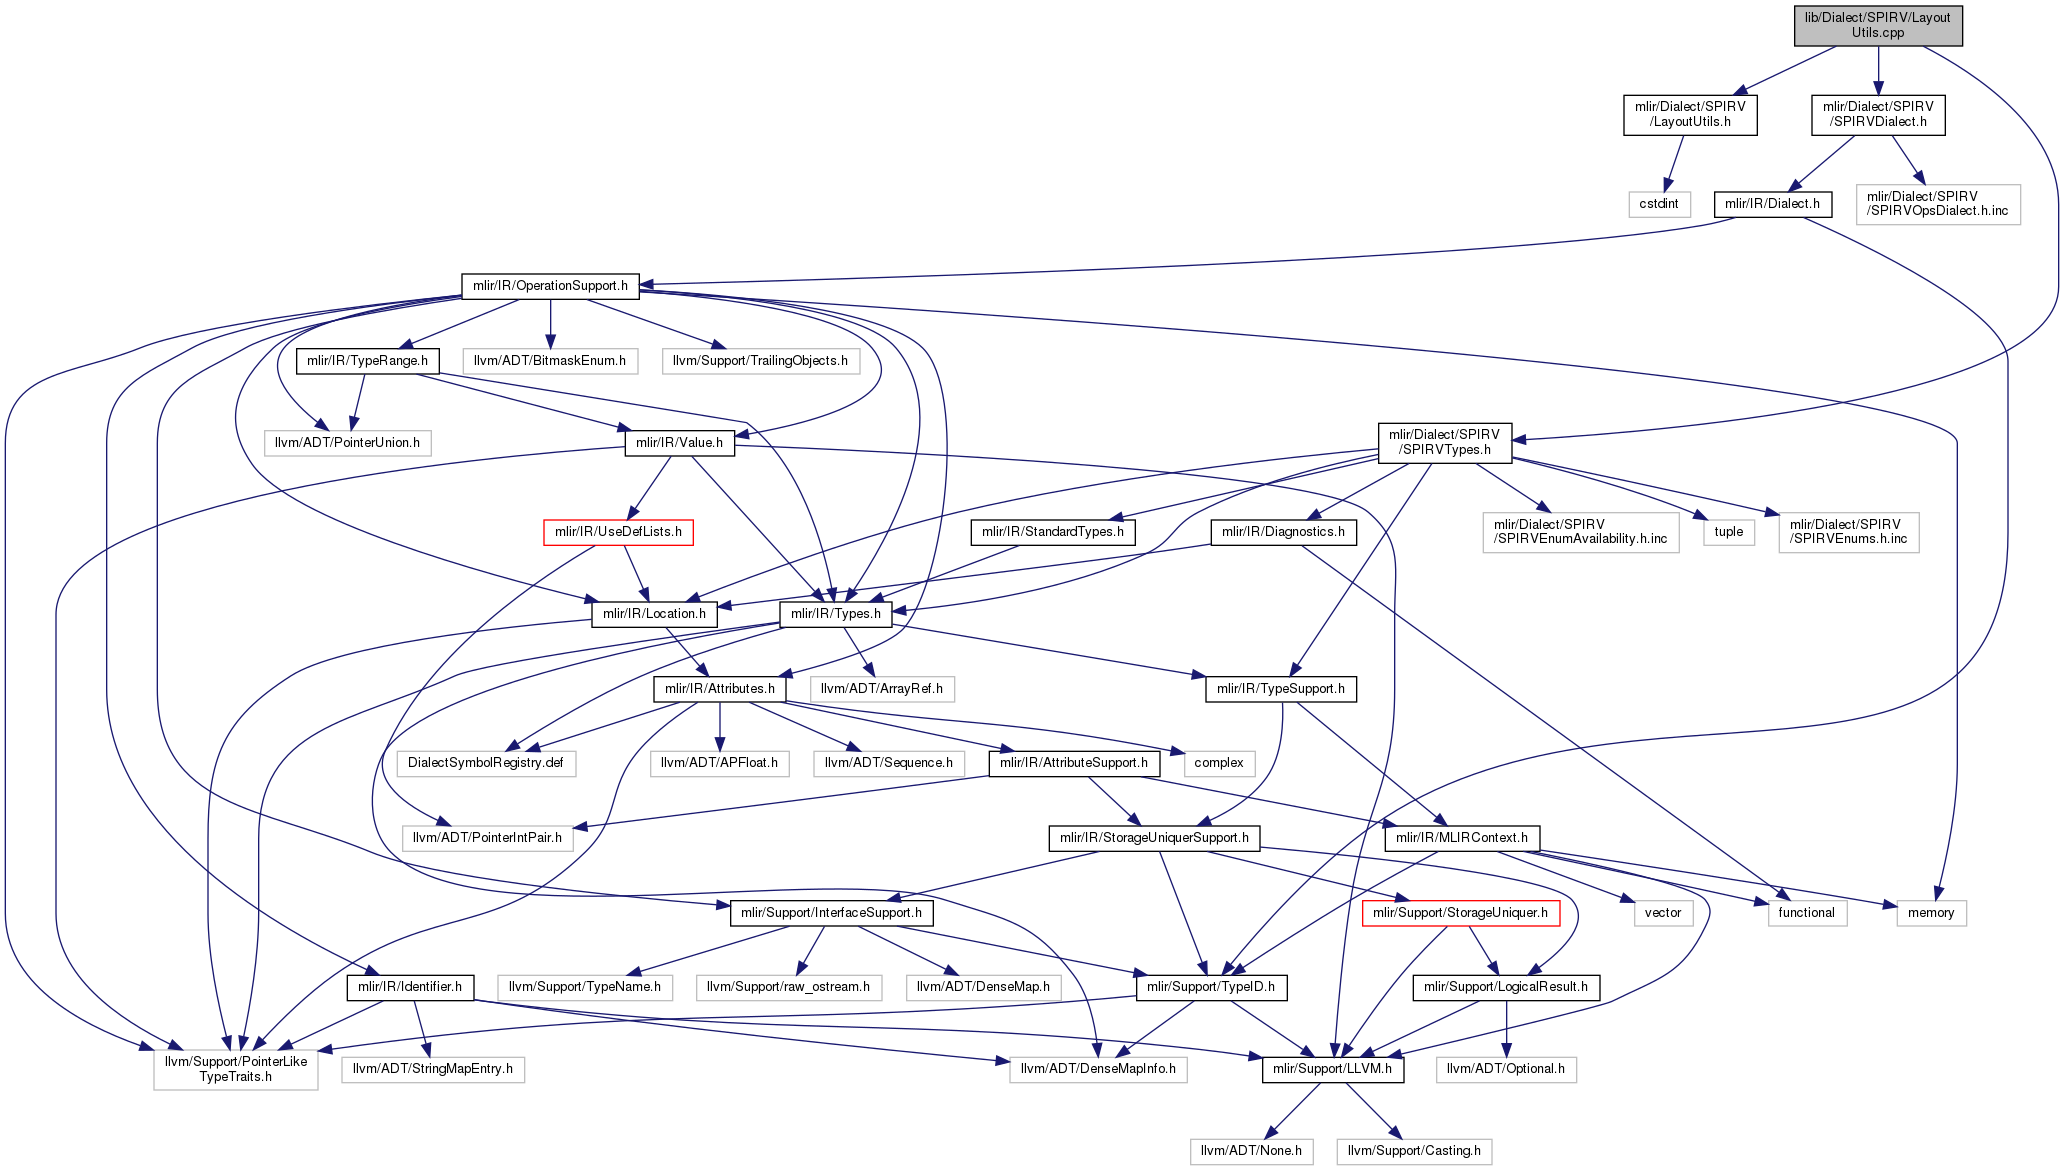 lib/Dialect/SPIRV/Layout
Utils.cpp
mlir/Dialect/SPIRV
/LayoutUtils.h
mlir/Dialect/SPIRV
/SPIRVDialect.h
cstdint
mlir/IR/Dialect.h
mlir/Dialect/SPIRV
/SPIRVOpsDialect.h.inc
mlir/IR/OperationSupport.h
mlir/IR/TypeRange.h
llvm/ADT/BitmaskEnum.h
llvm/Support/TrailingObjects.h
llvm/ADT/PointerUnion.h
mlir/IR/Value.h
mlir/Dialect/SPIRV
/SPIRVTypes.h
mlir/IR/UseDefLists.h
mlir/IR/StandardTypes.h
mlir/IR/Diagnostics.h
mlir/Dialect/SPIRV
/SPIRVEnumAvailability.h.inc
tuple
mlir/Dialect/SPIRV
/SPIRVEnums.h.inc
mlir/IR/Location.h
mlir/IR/Types.h
mlir/IR/Attributes.h
llvm/ADT/ArrayRef.h
mlir/IR/TypeSupport.h
DialectSymbolRegistry.def
llvm/ADT/APFloat.h
llvm/ADT/Sequence.h
mlir/IR/AttributeSupport.h
complex
llvm/ADT/PointerIntPair.h
mlir/IR/StorageUniquerSupport.h
mlir/IR/MLIRContext.h
mlir/Support/InterfaceSupport.h
mlir/Support/StorageUniquer.h
vector
functional
memory
mlir/IR/Identifier.h
llvm/Support/TypeName.h
llvm/Support/raw_ostream.h
llvm/ADT/DenseMap.h
mlir/Support/TypeID.h
mlir/Support/LogicalResult.h
llvm/Support/PointerLike
TypeTraits.h
llvm/ADT/StringMapEntry.h
llvm/ADT/DenseMapInfo.h
mlir/Support/LLVM.h
llvm/ADT/Optional.h
llvm/ADT/None.h
llvm/Support/Casting.h